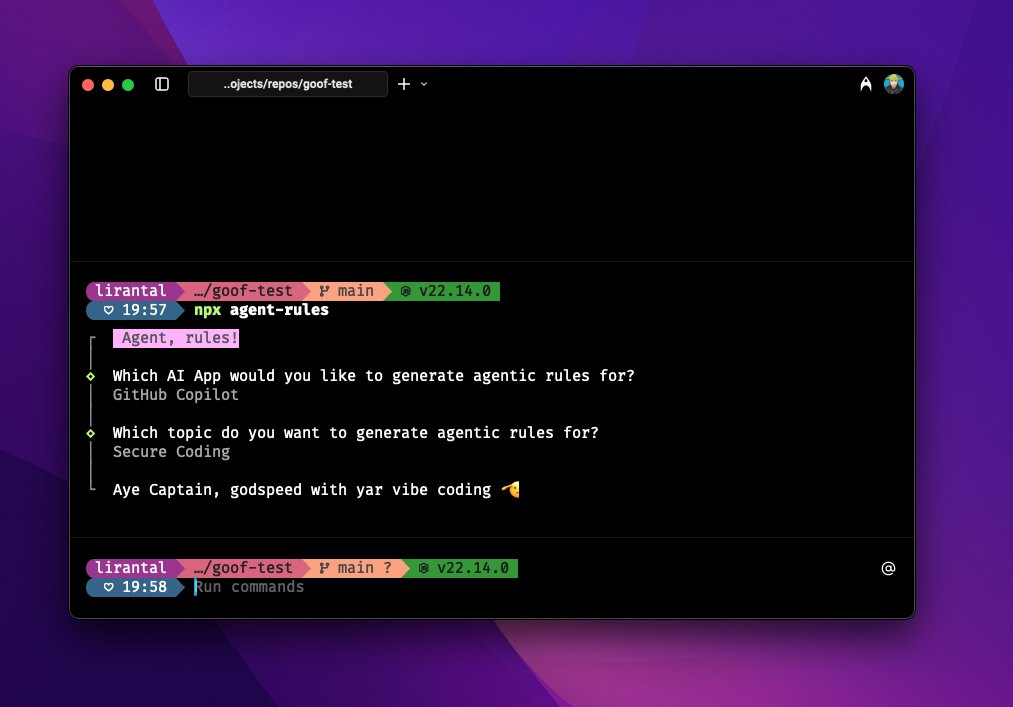 ..ojects/repos/goof-test
lirantal …/goof-test main v22.14.0
19:57 npx agent-rules
Agent, rules!
Which AI App would you like to generate agentic rules for?
GitHub Copilot
Which topic do you want to generate agentic rules for?
Secure Coding
Aye Captain, godspeed with yar vibe coding 🫡
lirantal …/goof-test main ? v22.14.0
@
19:58 Run commands